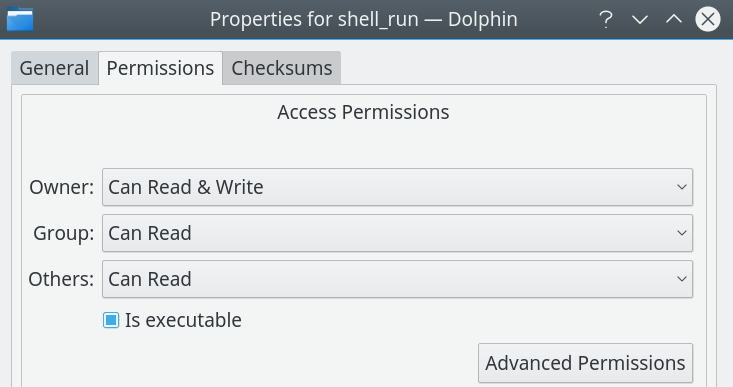 Properties for shell_run — Dolphin
General Permissions Checksums
Access Permissions
Owner: Can Read & Write
Group: Can Read
Others: Can Read
Is executable
Advanced Permissions